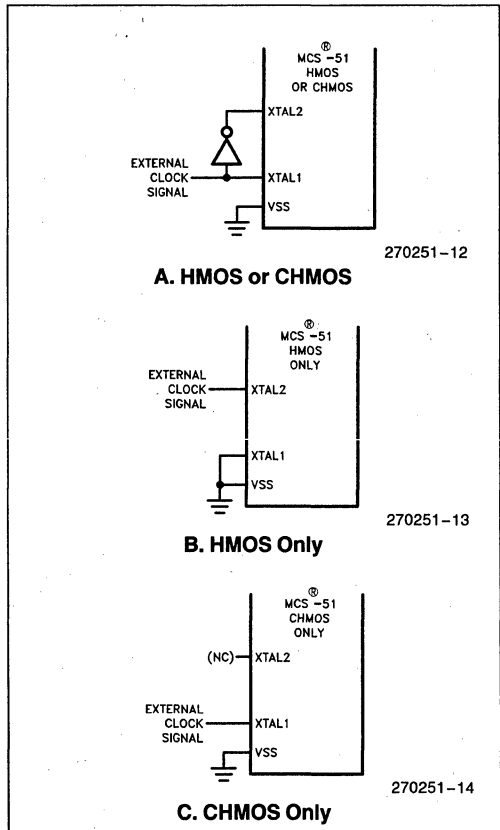 ®
MCS -51
HMOS
OR CHMOS
XTAL2
EXTERNAL
CLOCK
SIGNAL
XTAL1
VSS
270251-12
A. HMOS or CHMOS
®
MCS -51
HMOS
ONLY
EXTERNAL
CLOCK
SIGNAL
XTAL2
XTAL1
VSS
270251-13
B. HMOS Only
®
MCS -51
CHMOS
ONLY
(NC)
XTAL2
EXTERNAL
CLOCK
SIGNAL
XTAL1
VSS
270251-14
C. CHMOS Only